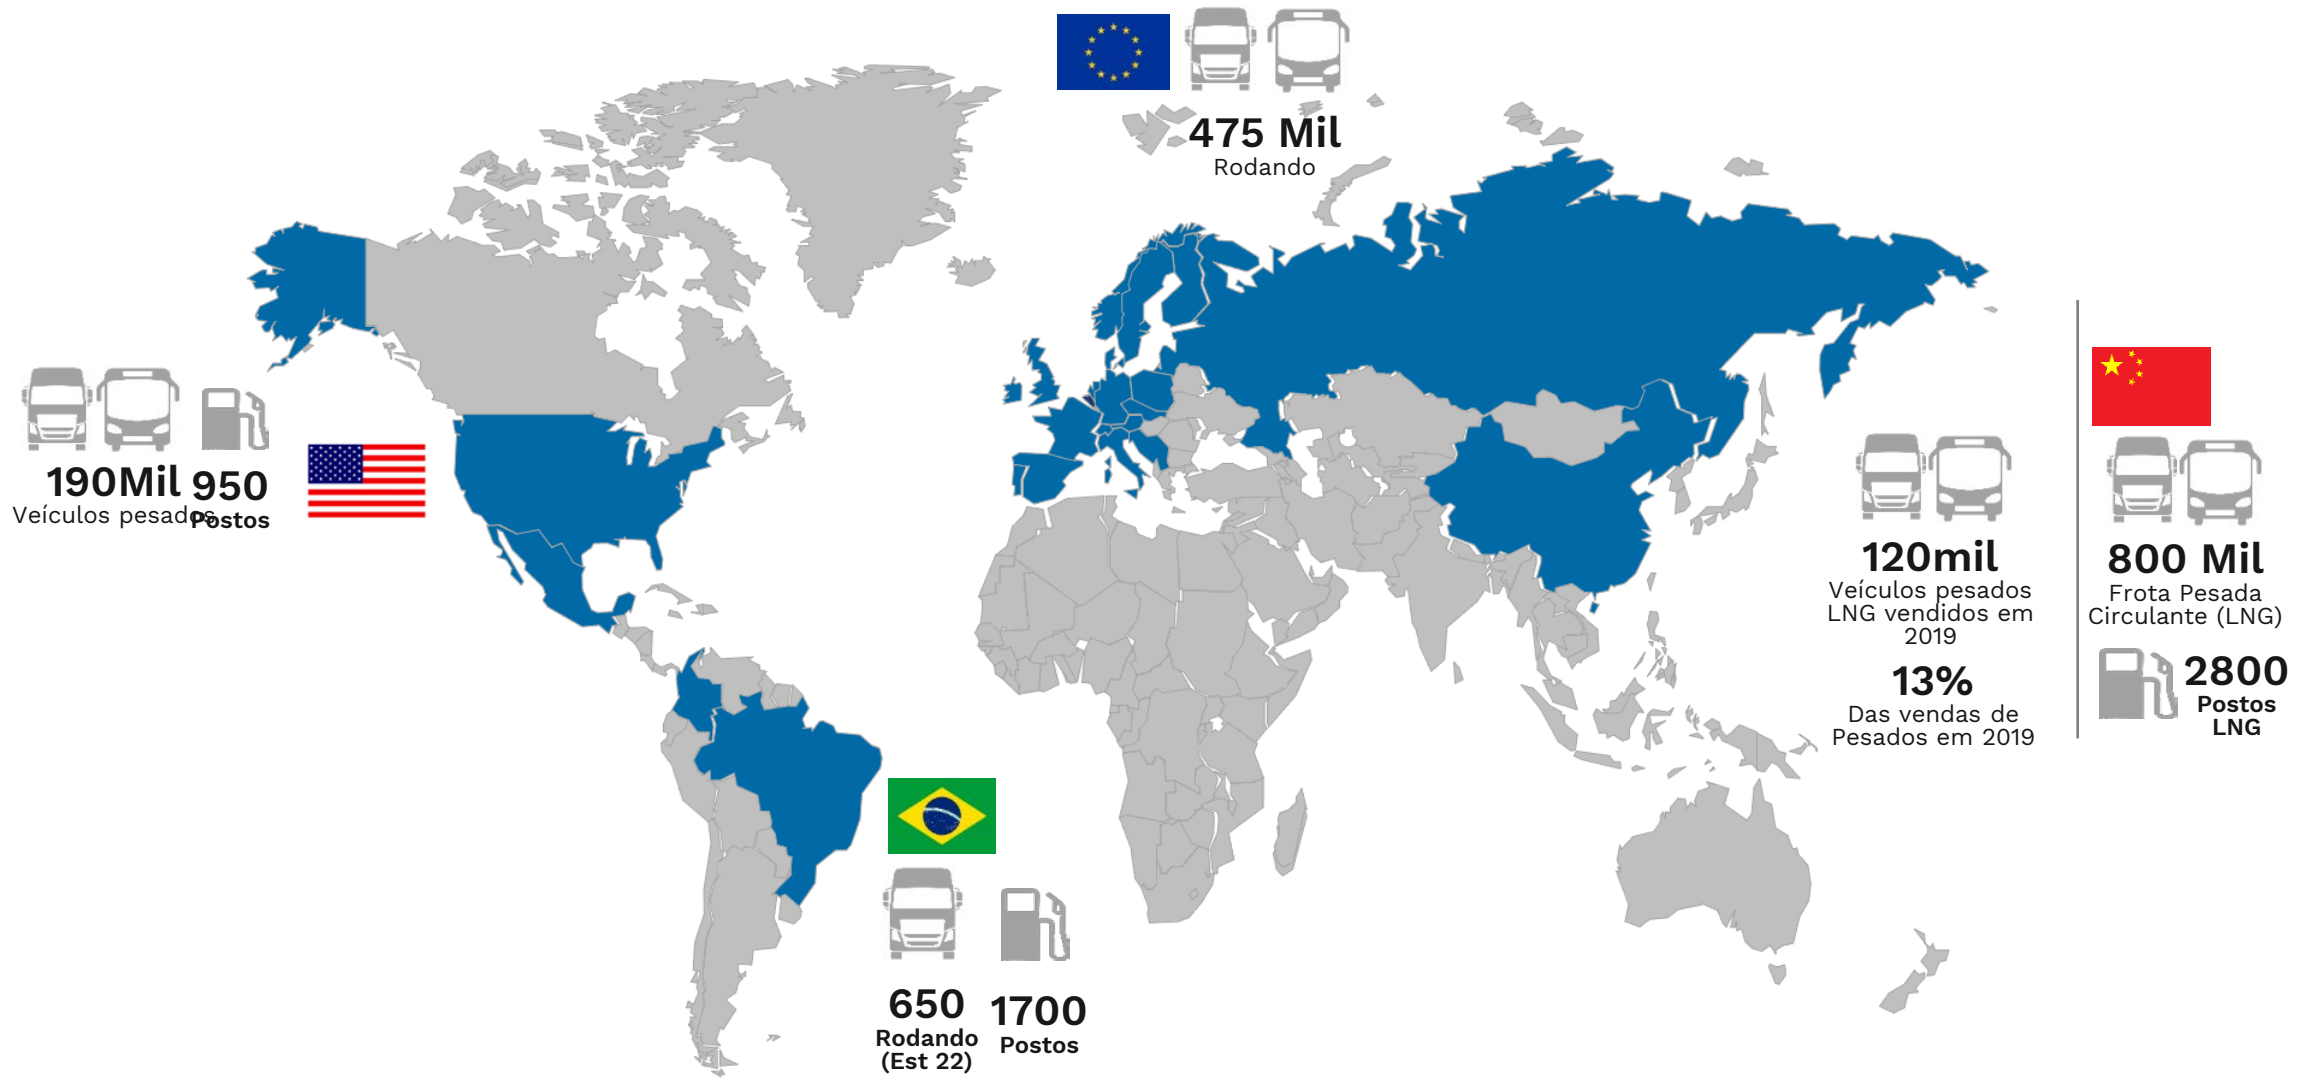 475 Mil
Rodando
190Mil
Veículos pesados
950
Postos
120mil
Veículos pesados
LNG vendidos em
2019
13%
Das vendas de
Pesados em 2019
800 Mil
Frota Pesada
Circulante (LNG)
2800
Postos
LNG
650
Rodando
(Est 22)
1700
Postos